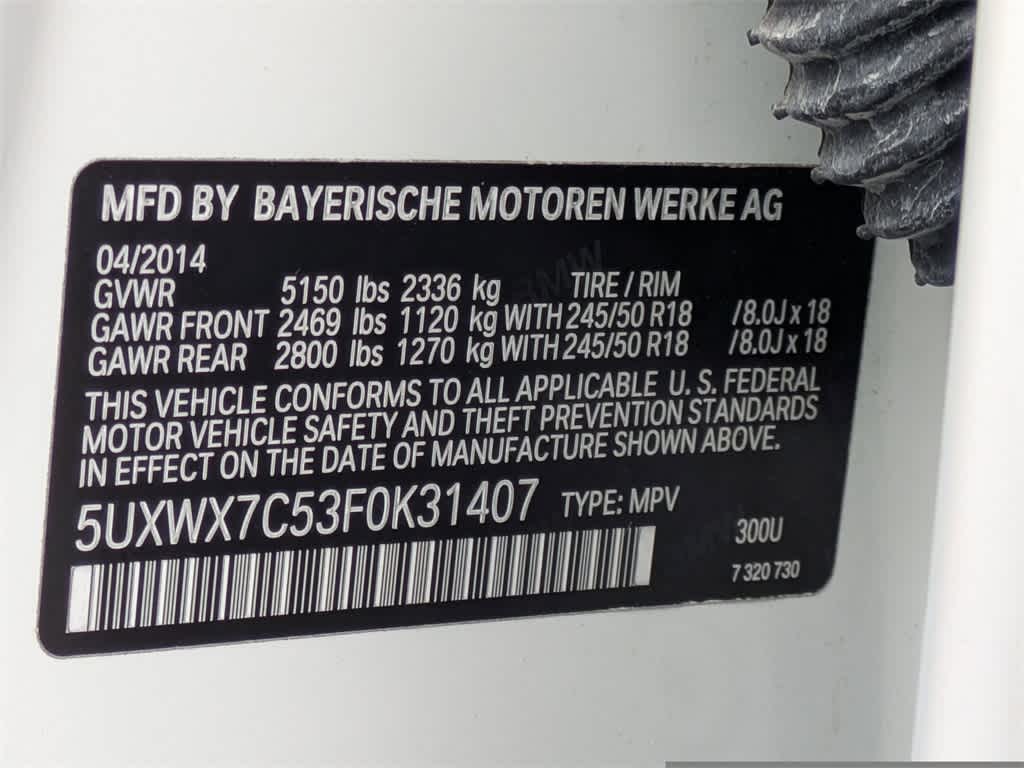 MFD BY BAYERISCHE MOTOREN WERKE AG
04/2014
GVWR 5150 lbs 2336 kg TIRE / RIM
GAWR FRONT 2469 lbs 1120 kg WITH 245/50 R18 /8.0J x 18
GAWR REAR 2800 lbs 1270 kg WITH 245/50 R18 /8.0J x 18
THIS VEHICLE CONFORMS TO ALL APPLICABLE U. S. FEDERAL
MOTOR VEHICLE SAFETY AND THEFT PREVENTION STANDARDS
IN EFFECT ON THE DATE OF MANUFACTURE SHOWN ABOVE.
5UXWX7C53F0K31407 TYPE: MPV
300U
7 320 730
BMW